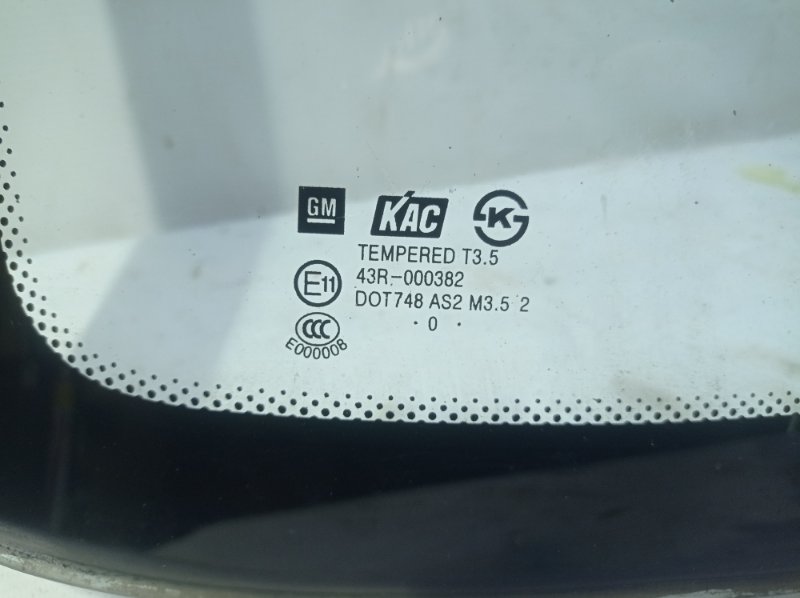 GM KAC K
TEMPERED T3.5
E11 43R-000382
DOT748 AS2 M3.5 2
· 0 ·
CCC
E000008